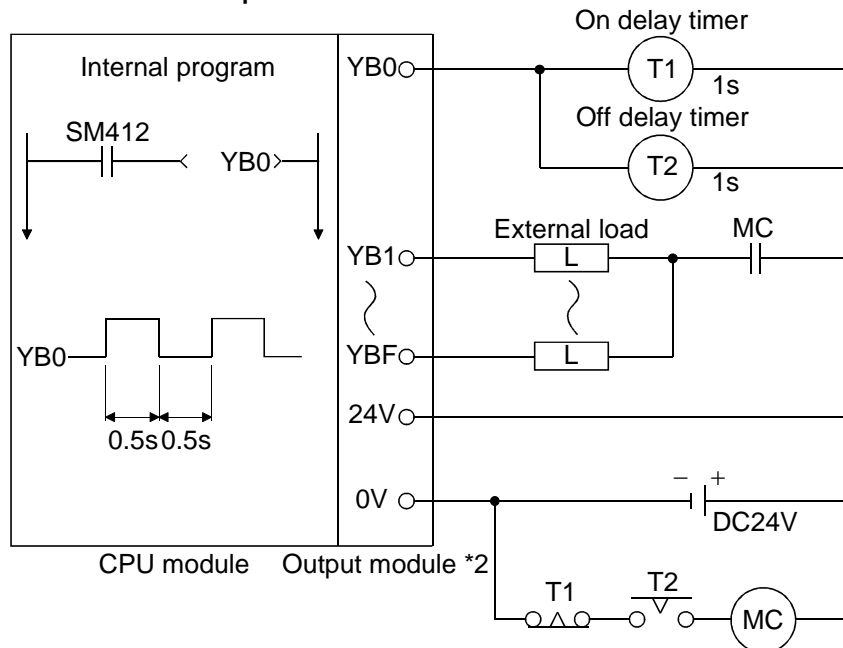 On delay timer
Internal program
YB0
T1
1s
SM412
Off delay timer
YB0
T2
1s
External load
MC
YB1
L
YB0
YBF
L
0.5s 0.5s
24V
0V
− +
DC24V
CPU module
Output module *2
T1
T2
MC